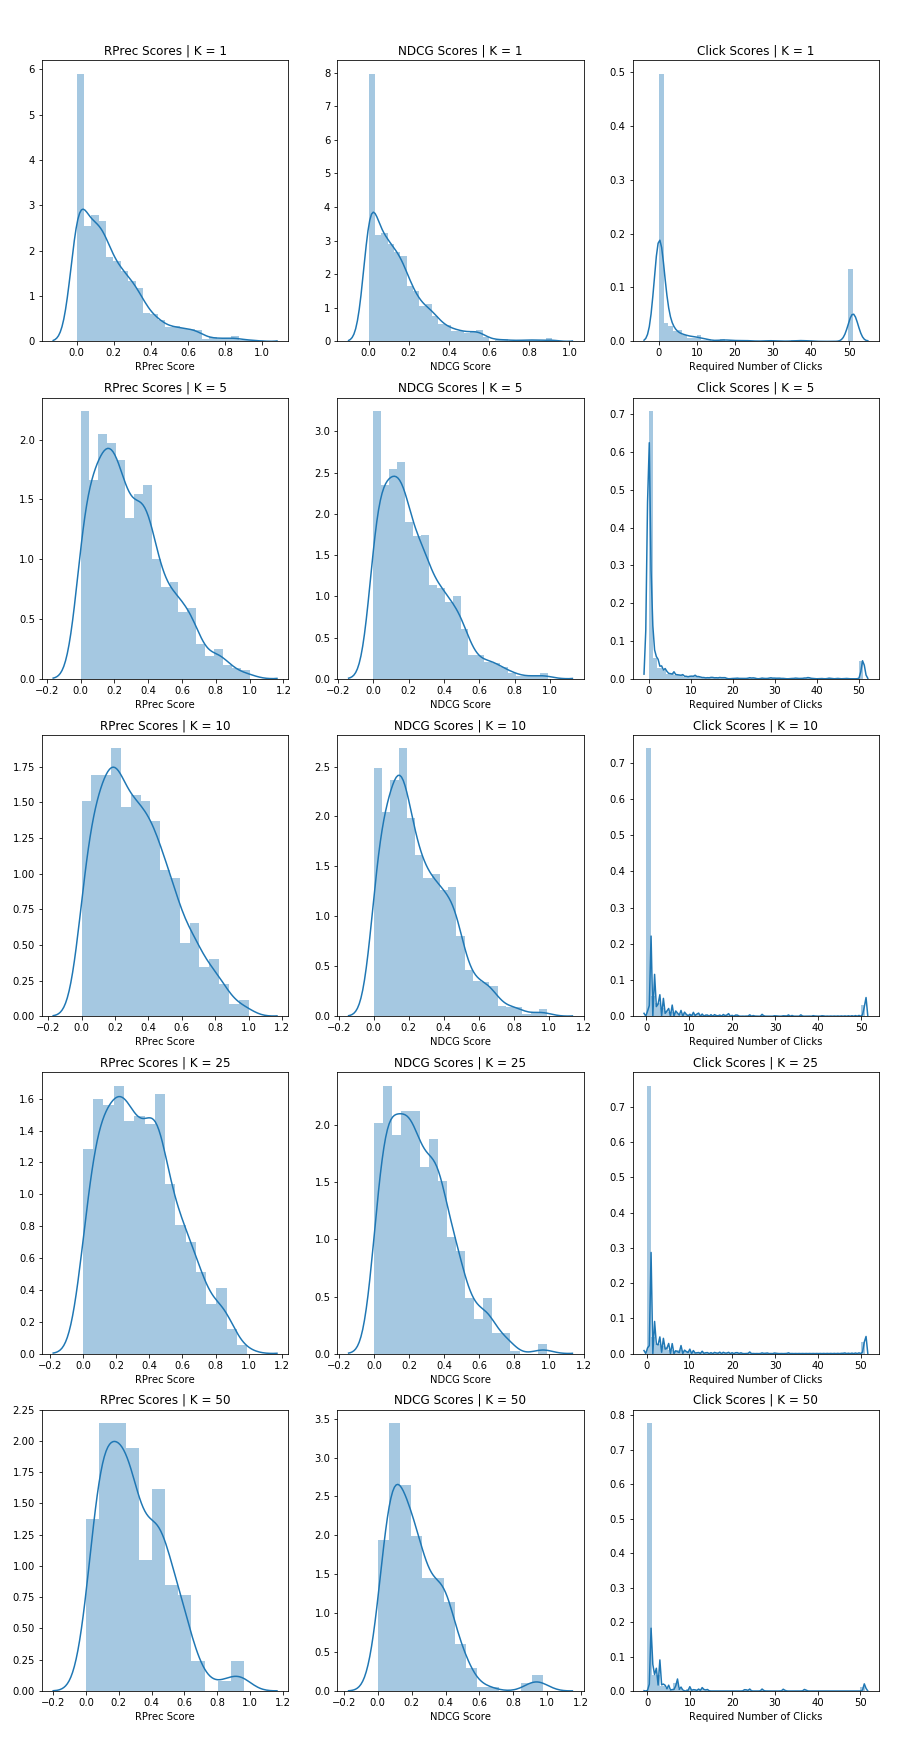 RPrec Scores | K = 1
NDCG Scores | K = 1
Click Scores | K = 1
6
5
4
3
2
1
0
0.0 0.2 0.4 0.6 0.8 1.0
RPrec Score
8
7
6
5
4
3
2
1
0
0.0 0.2 0.4 0.6 0.8 1.0
NDCG Score
0.5
0.4
0.3
0.2
0.1
0.0
0 10 20 30 40 50
Required Number of Clicks
RPrec Scores | K = 5
NDCG Scores | K = 5
Click Scores | K = 5
2.0
1.5
1.0
0.5
0.0
−0.2 0.0 0.2 0.4 0.6 0.8 1.0 1.2
RPrec Score
3.0
2.5
2.0
1.5
1.0
0.5
0.0
−0.2 0.0 0.2 0.4 0.6 0.8 1.0
NDCG Score
0.7
0.6
0.5
0.4
0.3
0.2
0.1
0.0
0 10 20 30 40 50
Required Number of Clicks
RPrec Scores | K = 10
NDCG Scores | K = 10
Click Scores | K = 10
1.75
1.50
1.25
1.00
0.75
0.50
0.25
0.00
−0.2 0.0 0.2 0.4 0.6 0.8 1.0 1.2
RPrec Score
2.5
2.0
1.5
1.0
0.5
0.0
−0.2 0.0 0.2 0.4 0.6 0.8 1.0 1.2
NDCG Score
0.7
0.6
0.5
0.4
0.3
0.2
0.1
0.0
0 10 20 30 40 50
Required Number of Clicks
RPrec Scores | K = 25
NDCG Scores | K = 25
Click Scores | K = 25
1.6
1.4
1.2
1.0
0.8
0.6
0.4
0.2
0.0
−0.2 0.0 0.2 0.4 0.6 0.8 1.0 1.2
RPrec Score
2.0
1.5
1.0
0.5
0.0
−0.2 0.0 0.2 0.4 0.6 0.8 1.0 1.2
NDCG Score
0.7
0.6
0.5
0.4
0.3
0.2
0.1
0.0
0 10 20 30 40 50
Required Number of Clicks
RPrec Scores | K = 50
NDCG Scores | K = 50
Click Scores | K = 50
2.25
2.00
1.75
1.50
1.25
1.00
0.75
0.50
0.25
0.00
−0.2 0.0 0.2 0.4 0.6 0.8 1.0 1.2
RPrec Score
3.5
3.0
2.5
2.0
1.5
1.0
0.5
0.0
−0.2 0.0 0.2 0.4 0.6 0.8 1.0 1.2
NDCG Score
0.8
0.7
0.6
0.5
0.4
0.3
0.2
0.1
0.0
0 10 20 30 40 50
Required Number of Clicks